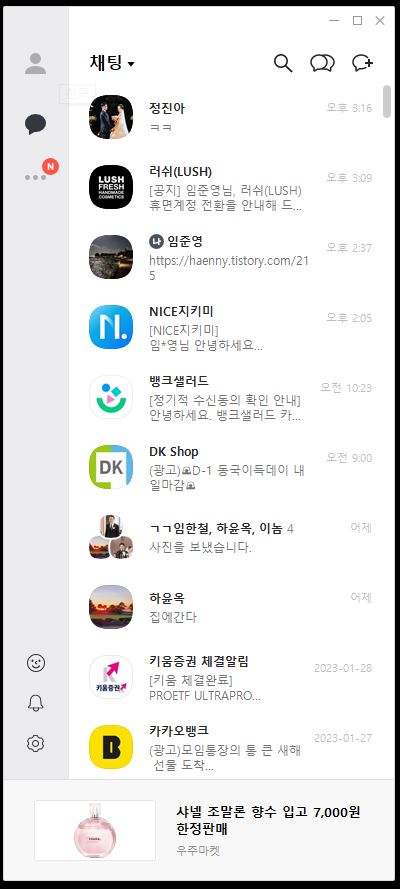 채팅
친구
정진아
오후 3:16
ㅋㅋ
N
LUSH
FRESH
HANDMADE
COSMETICS
러쉬(LUSH)
오후 3:09
[공지] 임준영님, 러쉬(LUSH)
휴면계정 전환을 안내해 드...
나 임준영
오후 2:37
https://haenny.tistory.com/21
5
N.
NICE지키미
오후 2:05
[NICE지키미]
임*영님 안녕하세요...
뱅크샐러드
오전 10:23
[정기적 수신동의 확인 안내]
안녕하세요. 뱅크샐러드 카...
DK
DK Shop
오전 9:00
(광고)🚨D-1 동국이득데이 내
일마감🚨
ㄱㄱ임한철, 하윤옥, 이놈 4
어제
사진을 보냈습니다.
하윤옥
어제
집에간다
키움증권
키움증권 체결알림
2023-01-28
[키움 체결완료]
PROETF ULTRAPRO...
B
카카오뱅크
2023-01-27
(광고)모임통장의 통 큰 새해
선물 도착...
샤넬 조말론 향수 입고 7,000원
한정판매
우주마켓